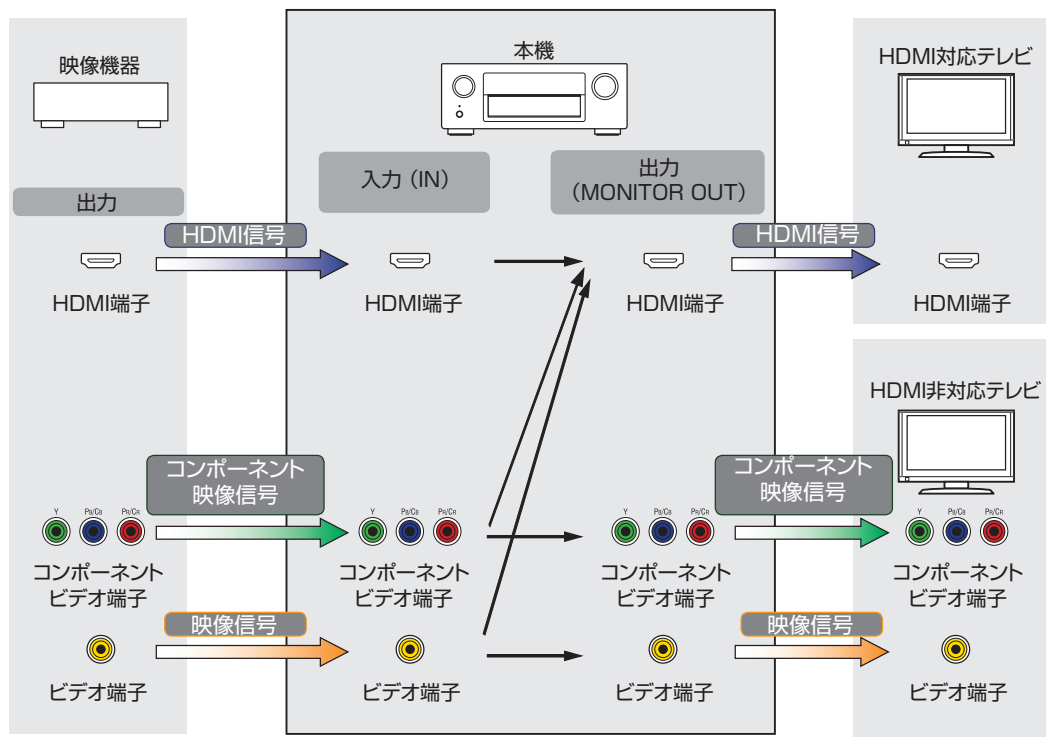 映像機器
本機
HDMI対応テレビ
入力（IN）
出力
（MONITOR OUT）
出力
HDMI信号
HDMI信号
HDMI端子
HDMI端子
HDMI端子
HDMI端子
HDMI非対応テレビ
コンポーネント
映像信号
コンポーネント
映像信号
Y PB/CB PR/CR
Y PB/CB PR/CR
Y PB/CB PR/CR
Y PB/CB PR/CR
コンポーネント
ビデオ端子
コンポーネント
ビデオ端子
コンポーネント
ビデオ端子
コンポーネント
ビデオ端子
映像信号
映像信号
ビデオ端子
ビデオ端子
ビデオ端子
ビデオ端子